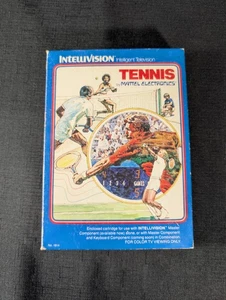 INTELLIVISION Intelligent Television
TENNIS
MATTEL ELECTRONICS
Enclosed cartridge for use with INTELLIVISION Master
Component (available now) alone, or with Master Component
and Keyboard Component (coming soon) in Combination.
FOR COLOR TV VIEWING ONLY.